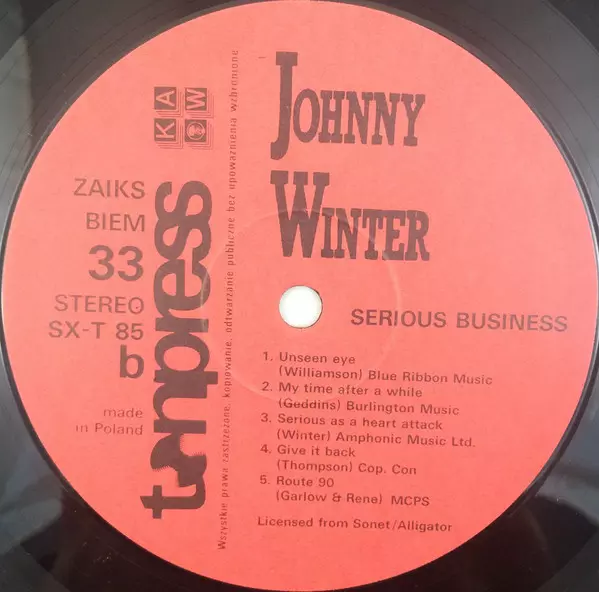 KAW
ZAIKS
BIEM
33
STEREO
SX-T 85
b
made
in Poland
tonpress
Wszystkie prawa zastrzeżone, kopiowanie, odtwarzanie publiczne bez upoważnienia wzbronione
JOHNNY
WINTER
SERIOUS BUSINESS
1. Unseen eye
(Williamson) Blue Ribbon Music
2. My time after a while
(Geddins) Burlington Music
3. Serious as a heart attack
(Winter) Amphonic Music Ltd.
4. Give it back
(Thompson) Cop. Con
5. Route 90
(Garlow & Rene) MCPS
Licensed from Sonet/Alligator